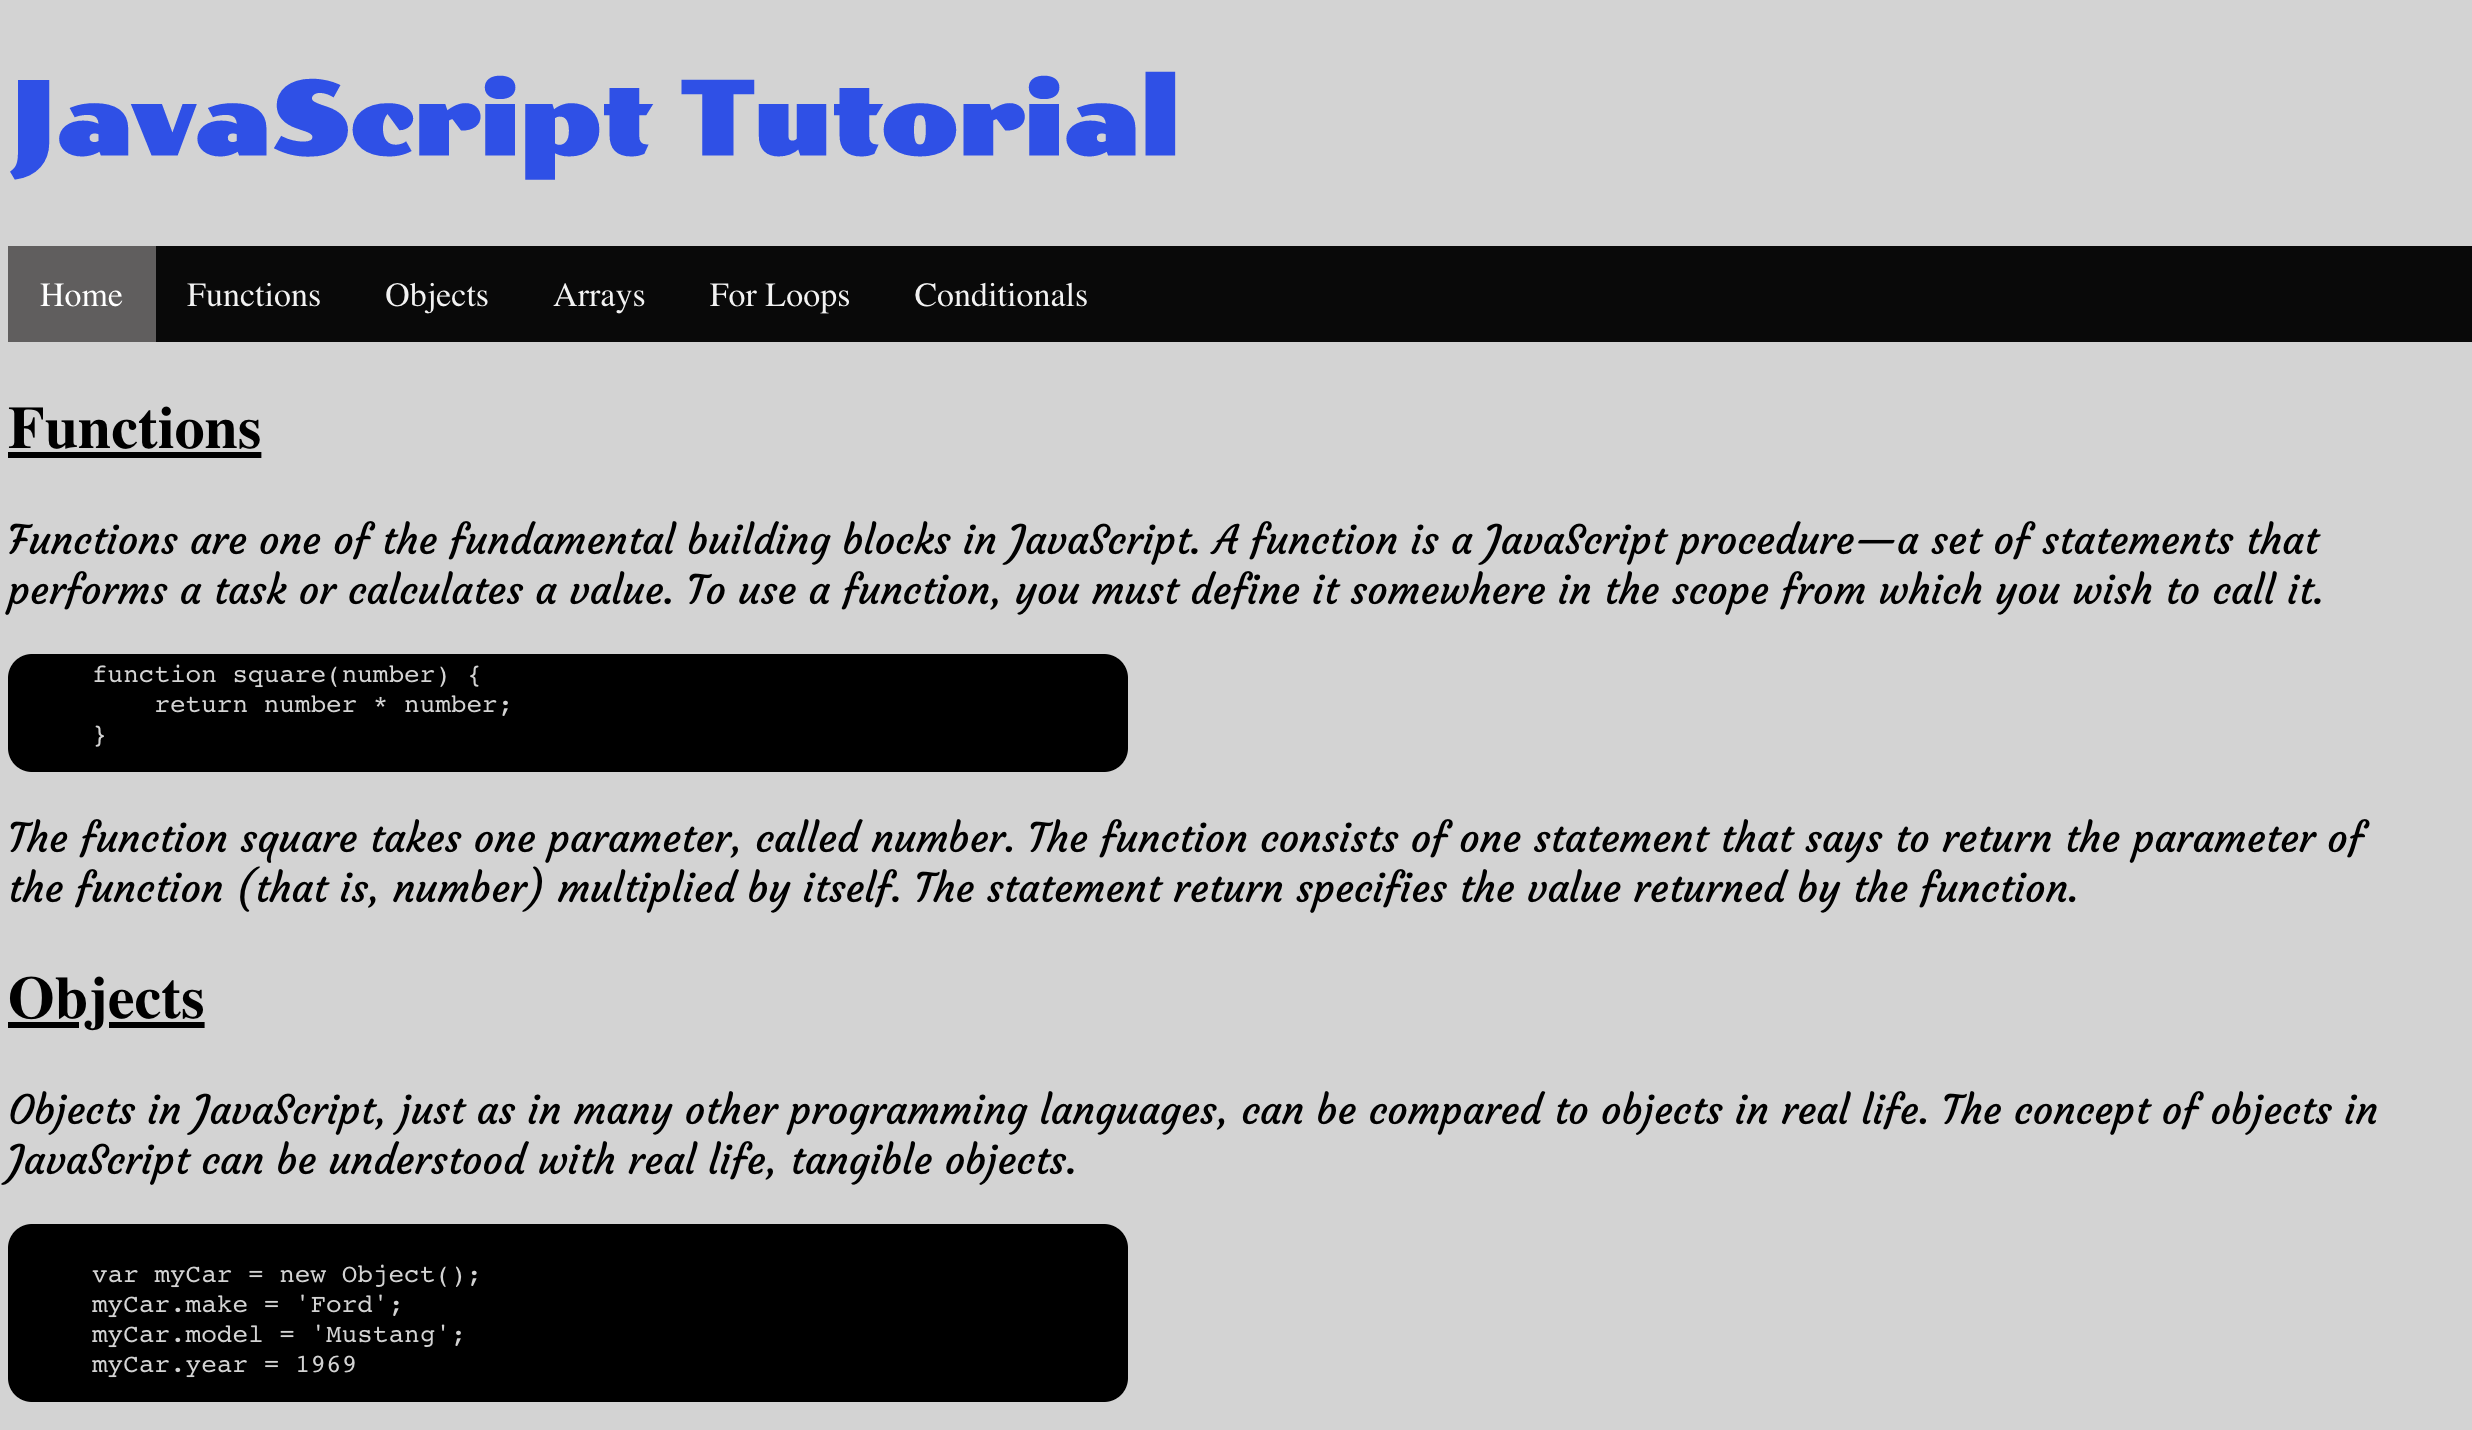 JavaScript Tutorial
Home Functions Objects Arrays For Loops Conditionals
Functions
Functions are one of the fundamental building blocks in JavaScript. A function is a JavaScript procedure—a set of statements that
performs a task or calculates a value. To use a function, you must define it somewhere in the scope from which you wish to call it.
function square(number) {
    return number * number;
}
The function square takes one parameter, called number. The function consists of one statement that says to return the parameter of
the function (that is, number) multiplied by itself. The statement return specifies the value returned by the function.
Objects
Objects in JavaScript, just as in many other programming languages, can be compared to objects in real life. The concept of objects in
JavaScript can be understood with real life, tangible objects.
var myCar = new Object();
myCar.make = 'Ford';
myCar.model = 'Mustang';
myCar.year = 1969